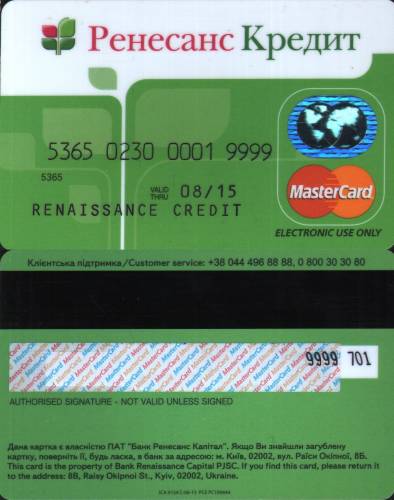 Ренесанс Кредит
5365 0230 0001 9999
5365
VALID THRU 08/15
RENAISSANCE CREDIT
MasterCard
ELECTRONIC USE ONLY
Клієнтська підтримка/Customer service: +38 044 496 88 88, 0 800 30 30 80
MasterCard MasterCard MasterCard
9999 701
AUTHORISED SIGNATURE - NOT VALID UNLESS SIGNED
Дана картка є власністю ПАТ "Банк Ренесанс Капітал". Якщо Ви знайшли загублену
картку, поверніть її, будь ласка, в банк за адресою: м. Київ, 02002, вул. Раїси Окіпної, 8Б.
This card is the property of Bank Renaissance Capital PJSC. If you find this card, please return it
to the address: 8B, Raisy Okipnoi St., Kyiv, 02002, Ukraine.